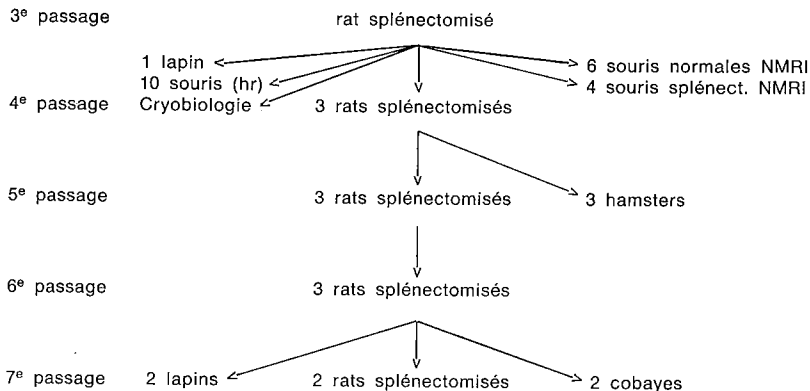 3e passage rat splénectomisé
1 lapin 6 souris normales NMRI
10 souris (hr) 4 souris splénect. NMRI
4e passage Cryobiologie 3 rats splénectomisés
5e passage 3 rats splénectomisés 3 hamsters
6e passage 3 rats splénectomisés
7e passage 2 lapins 2 rats splénectomisés 2 cobayes